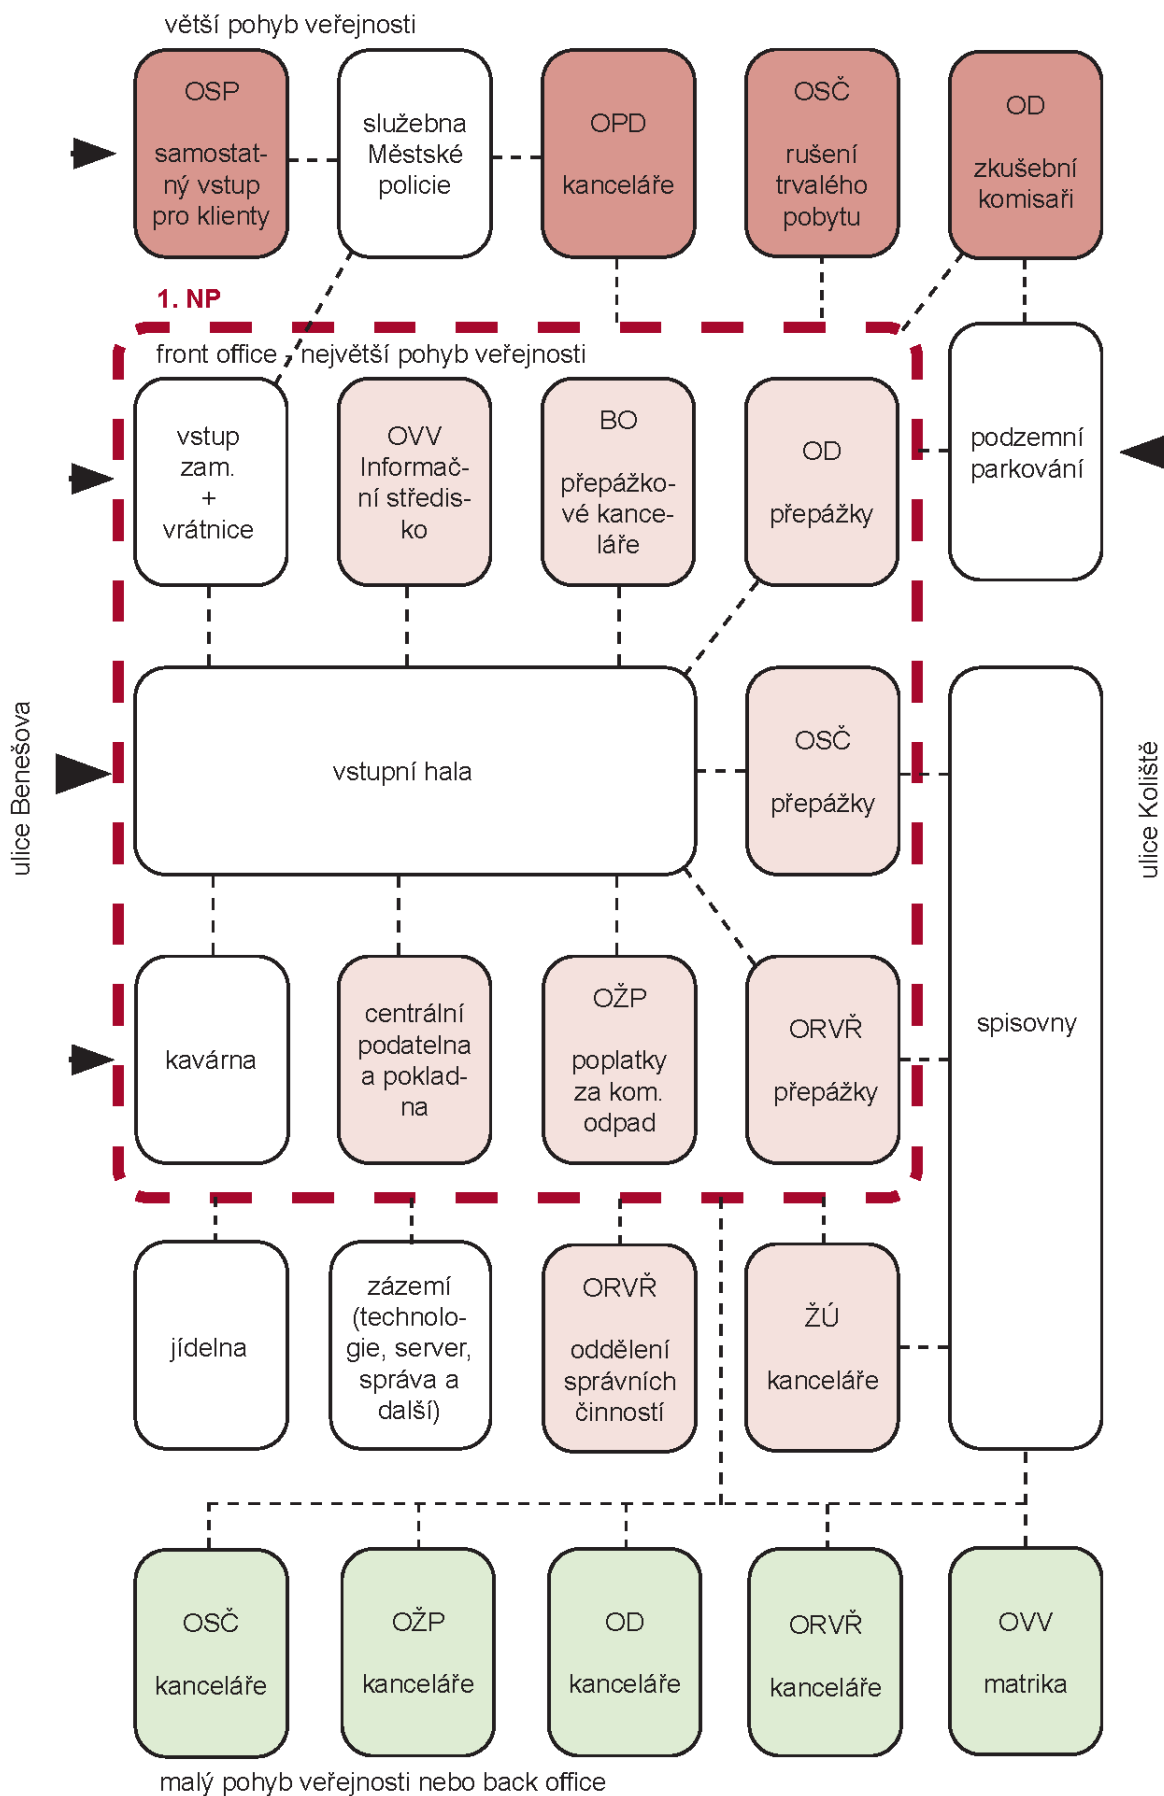 větší pohyb veřejnosti
OSP
samostat-
ný vstup
pro klienty
služebna
Městské
policie
OPD
kanceláře
OSČ
rušení
trvalého
pobytu
OD
zkušební
komisaři
1. NP
front office - největší pohyb veřejnosti
vstup
zam.
+
vrátnice
OVV
Informač-
ní středis-
ko
BO
přepážko-
vé kance-
láře
OD
přepážky
podzemní
parkování
ulice Benešova
vstupní hala
OSČ
přepážky
ulice Koliště
kavárna
centrální
podatelna
a poklad-
na
OŽP
poplatky
za kom.
odpad
ORVŘ
přepážky
spisovny
jídelna
zázemí
(technolo-
gie, server,
správa a
další)
ORVŘ
oddělení
správních
činností
ŽÚ
kanceláře
OSČ
kanceláře
OŽP
kanceláře
OD
kanceláře
ORVŘ
kanceláře
OVV
matrika
malý pohyb veřejnosti nebo back office